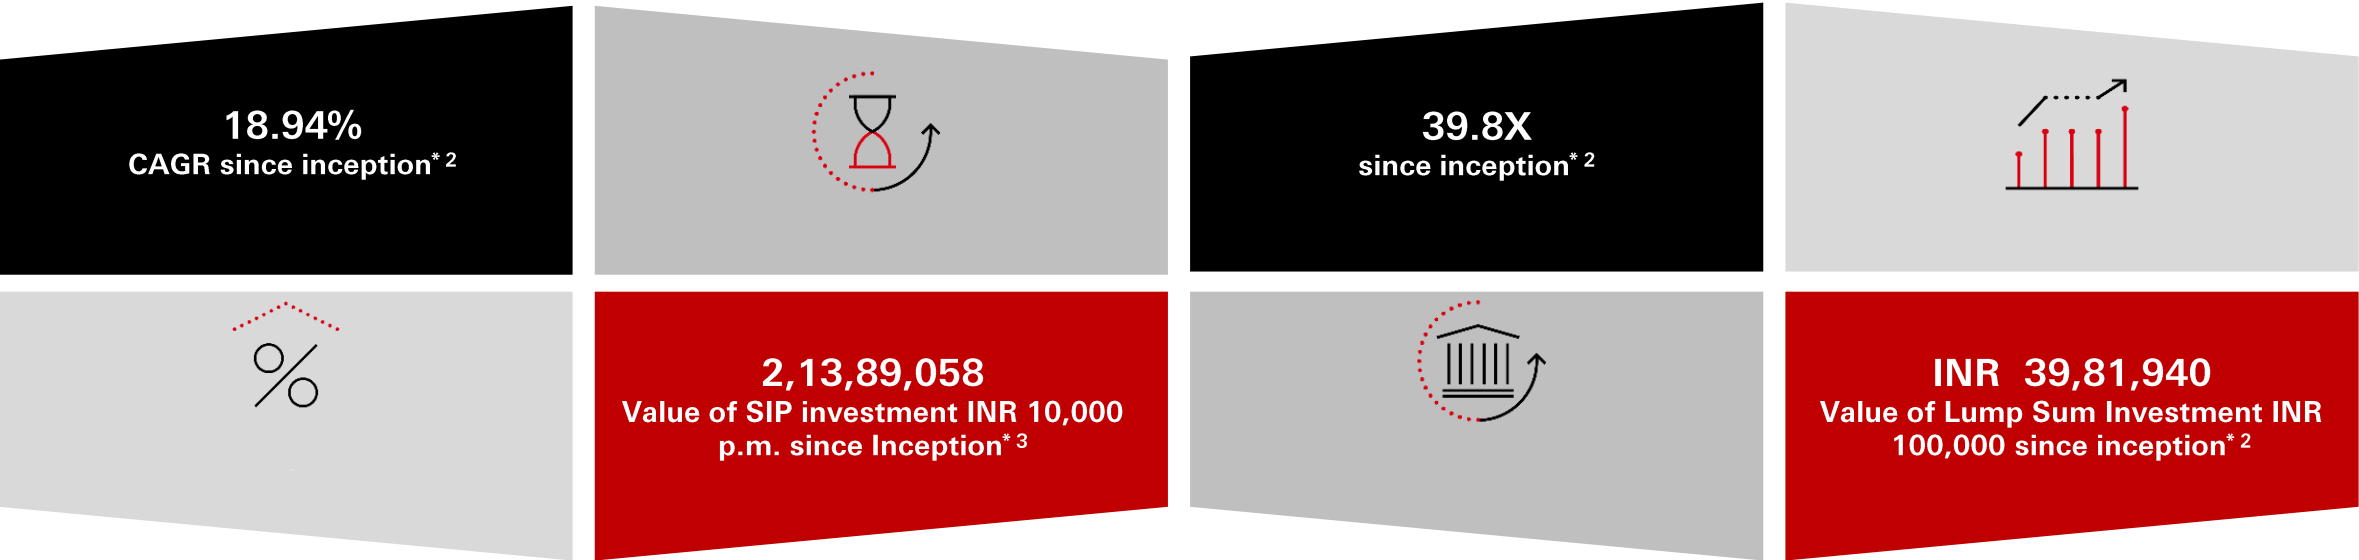 18.94%
CAGR since inception* 2
39.8X
since inception* 2
2,13,89,058
Value of SIP investment INR 10,000
p.m. since Inception* 3
INR 39,81,940
Value of Lump Sum Investment INR
100,000 since inception* 2